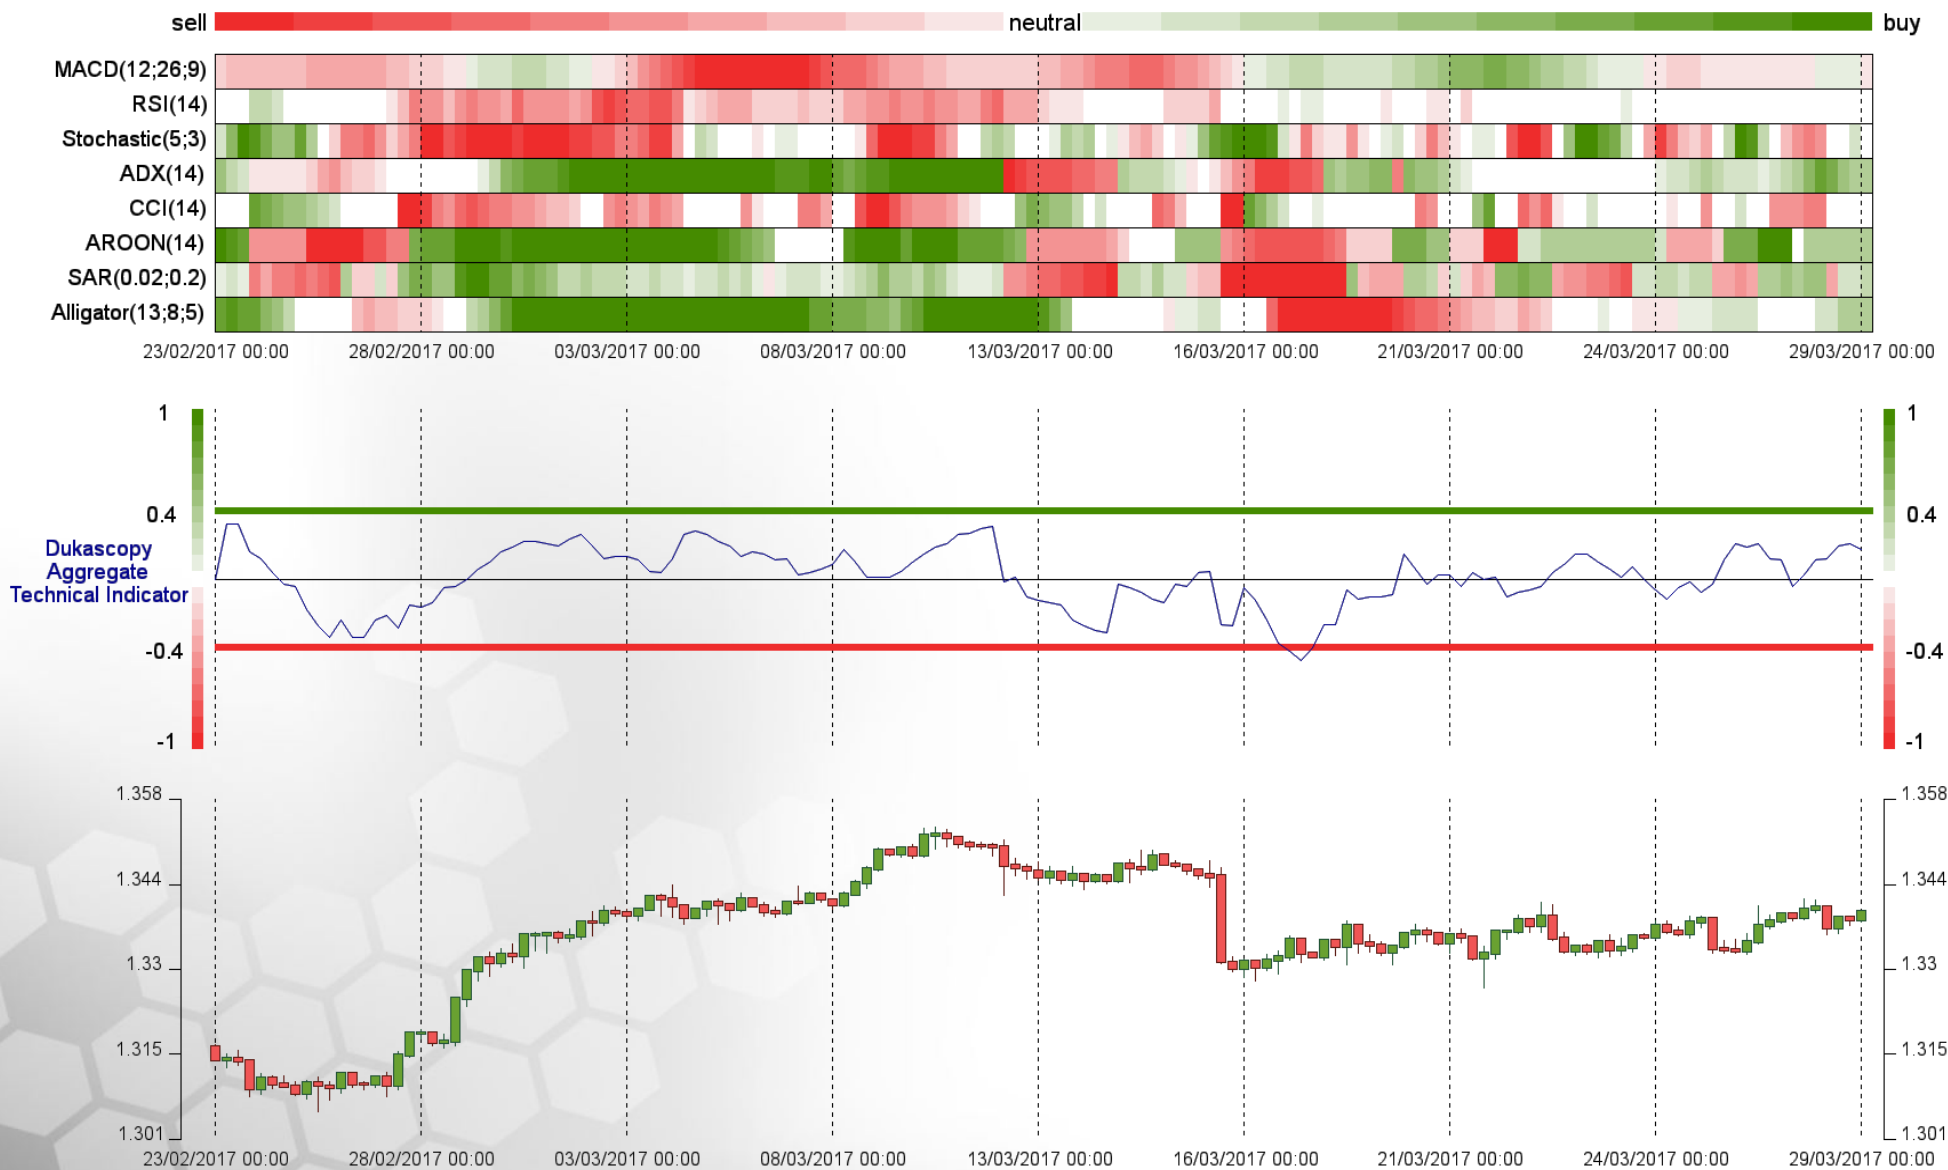 sell neutral buy
MACD(12;26;9)
RSI(14)
Stochastic(5;3)
ADX(14)
CCI(14)
AROON(14)
SAR(0.02;0.2)
Alligator(13;8;5)
23/02/2017 00:00 28/02/2017 00:00 03/03/2017 00:00 08/03/2017 00:00 13/03/2017 00:00 16/03/2017 00:00 21/03/2017 00:00 24/03/2017 00:00 29/03/2017 00:00
1 1
0.4 0.4
Dukascopy
Aggregate
Technical Indicator
-0.4 -0.4
-1 -1
1.358 1.358
1.344 1.344
1.33 1.33
1.315 1.315
1.301 1.301
23/02/2017 00:00 28/02/2017 00:00 03/03/2017 00:00 08/03/2017 00:00 13/03/2017 00:00 16/03/2017 00:00 21/03/2017 00:00 24/03/2017 00:00 29/03/2017 00:00